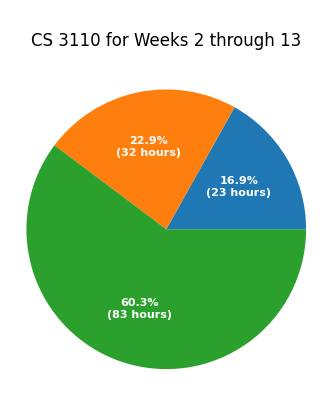 CS 3110 for Weeks 2 through 13
22.9%
(32 hours)
16.9%
(23 hours)
60.3%
(83 hours)